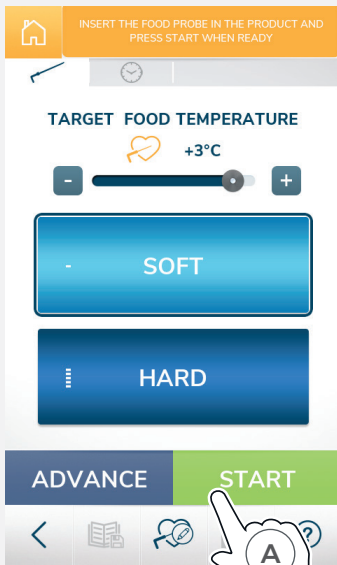 INSERT THE FOOD PROBE IN THE PRODUCT AND
PRESS START WHEN READY
TARGET FOOD TEMPERATURE
+3°C
- +
SOFT
HARD
ADVANCE START
A ?